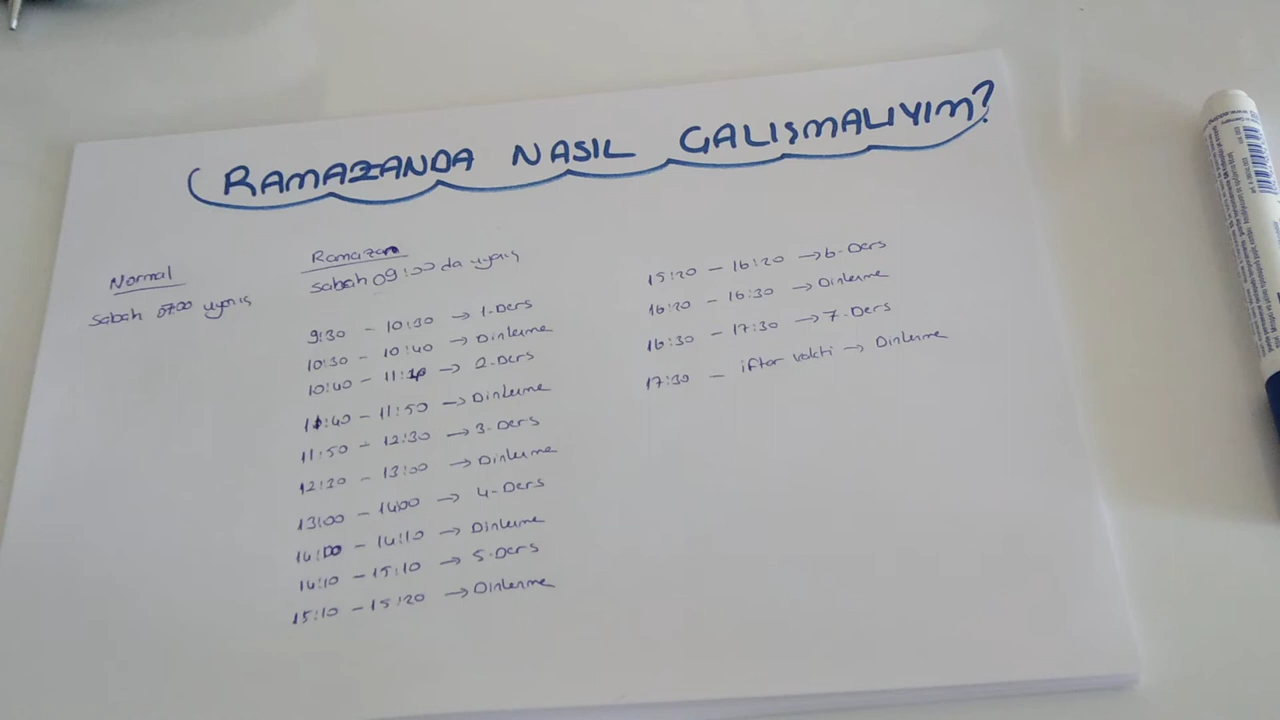 RAMAZANDA NASIL ÇALIŞMALIYIM?
Normal
Sabah 07:00 uyanış
Ramazan
Sabah 09:00 da uyanış
9:30 - 10:30 → 1. Ders
10:30 - 10:40 → Dinlenme
10:40 - → 2. Ders
11:40 - 11:50 → Dinlenme
11:50 - 12:30 → 3. Ders
12:30 - 13:00 → Dinlenme
13:00 - 14:00 → 4. Ders
14:00 - 14:10 → Dinlenme
14:10 - 15:10 → 5. Ders
15:10 - 15:20 → Dinlenme
15:20 - 16:20 → 6. Ders
16:20 - 16:30 → Dinlenme
16:30 - 17:30 → 7. Ders
17:30 - iftar vakti → Dinlenme